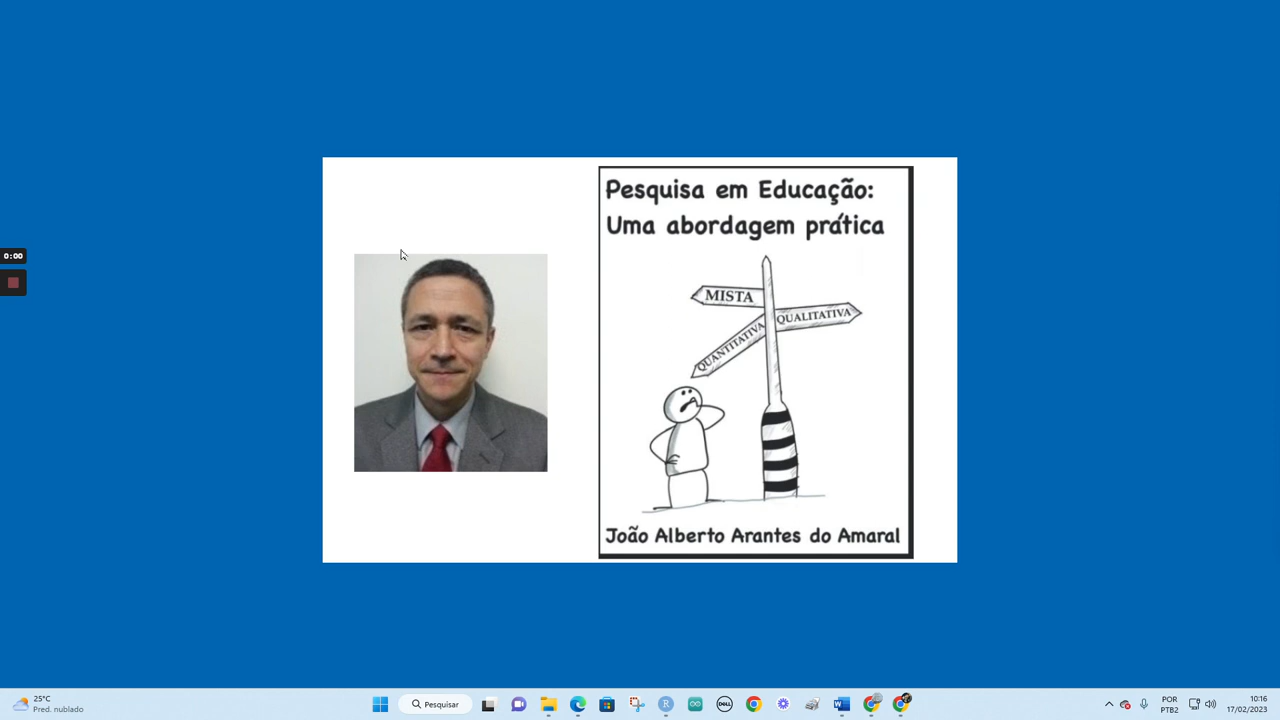 Pesquisa em Educação:
Uma abordagem prática
MISTA
QUALITATIVA
QUANTITATIVA
João Alberto Arantes do Amaral
0:00
25°C
Pred. nublado
Pesquisar
DELL
R
W
POR
PTB2
10:16
17/02/2023